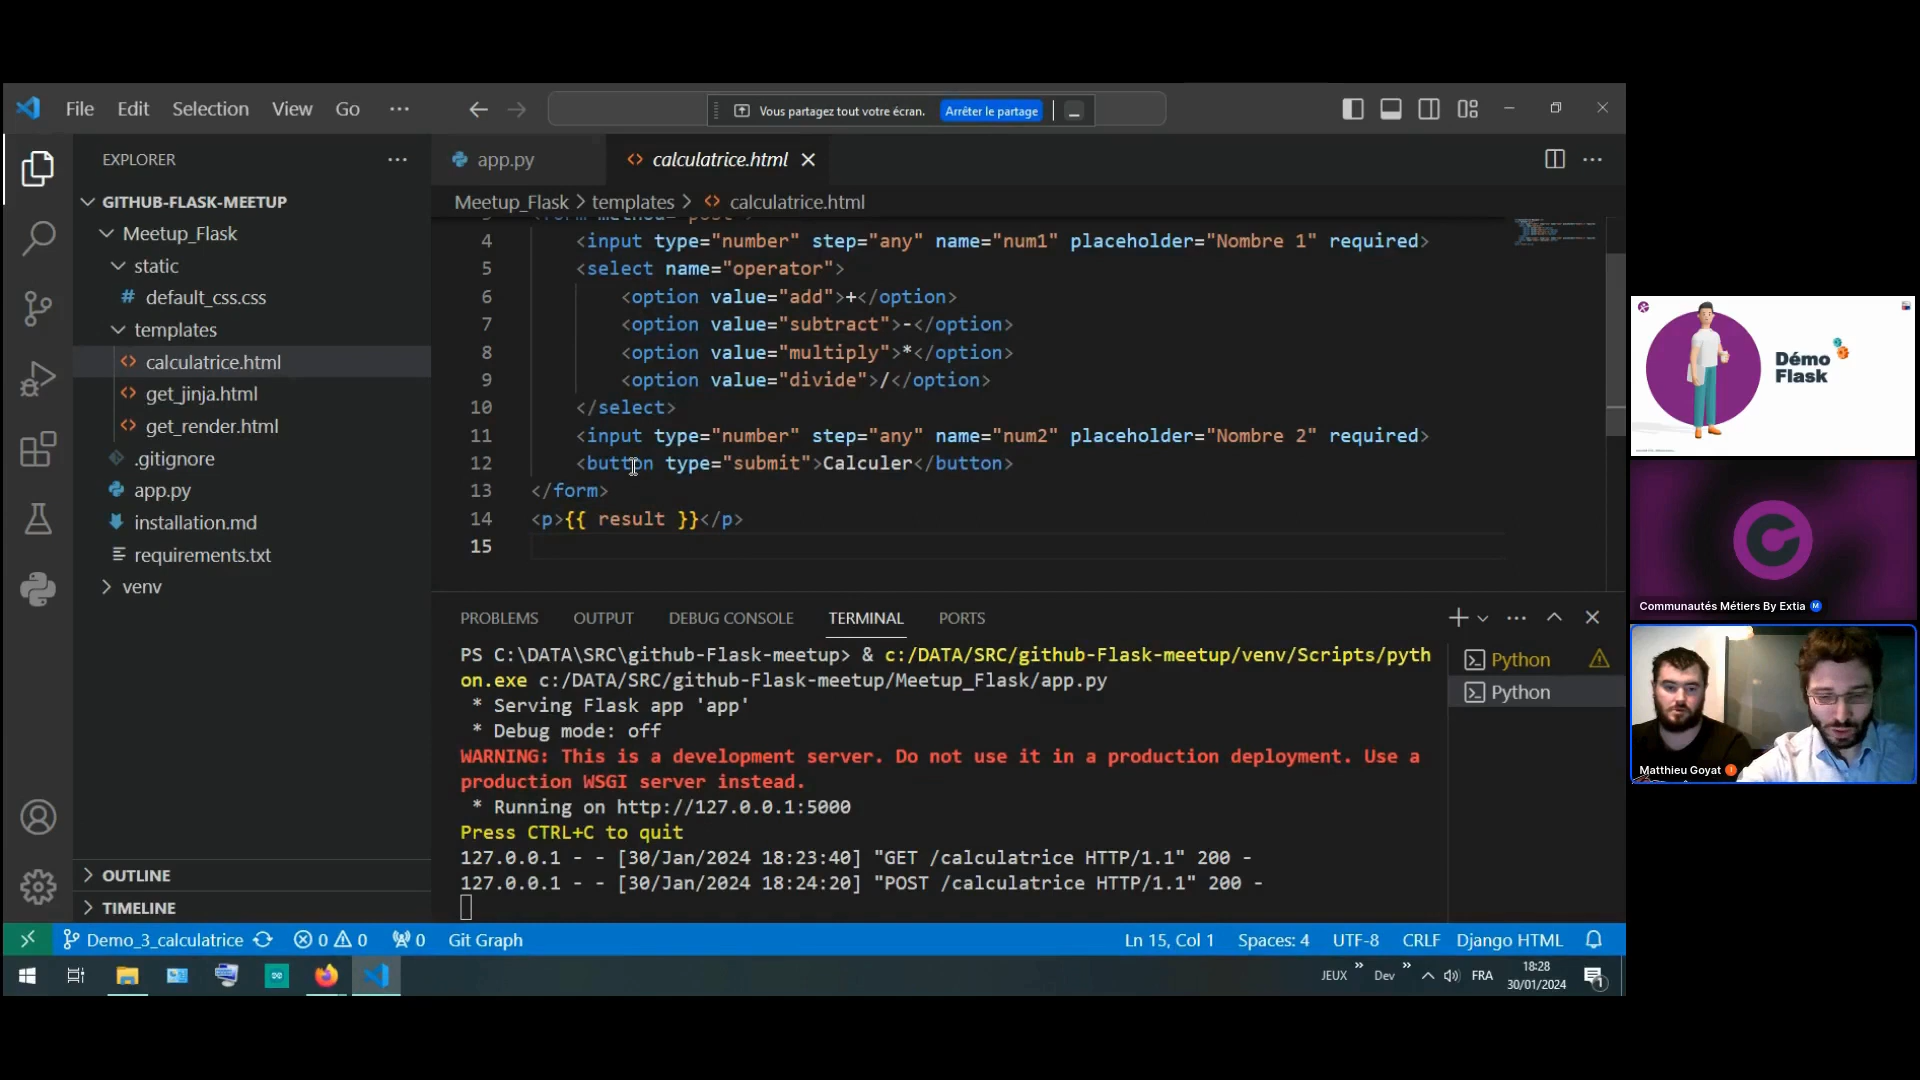 File Edit Selection View Go ···
Vous partagez tout votre écran. Arrêter le partage
EXPLORER
GITHUB-FLASK-MEETUP
Meetup_Flask
static
# default_css.css
templates
<> calculatrice.html
<> get_jinja.html
<> get_render.html
.gitignore
app.py
installation.md
requirements.txt
venv
OUTLINE
TIMELINE
app.py
<> calculatrice.html
Meetup_Flask > templates > <> calculatrice.html
4 <input type="number" step="any" name="num1" placeholder="Nombre 1" required>
5 <select name="operator">
6 <option value="add">+</option>
7 <option value="subtract">-</option>
8 <option value="multiply">*</option>
9 <option value="divide">/</option>
10 </select>
11 <input type="number" step="any" name="num2" placeholder="Nombre 2" required>
12 <button type="submit">Calculer</button>
13 </form>
14 <p>{{ result }}</p>
15
PROBLEMS OUTPUT DEBUG CONSOLE TERMINAL PORTS
PS C:\DATA\SRC\github-Flask-meetup> & c:/DATA/SRC/github-Flask-meetup/venv/Scripts/pyth
on.exe c:/DATA/SRC/github-Flask-meetup/Meetup_Flask/app.py
* Serving Flask app 'app'
* Debug mode: off
WARNING: This is a development server. Do not use it in a production deployment. Use a
production WSGI server instead.
* Running on http://127.0.0.1:5000
Press CTRL+C to quit
127.0.0.1 - - [30/Jan/2024 18:23:40] "GET /calculatrice HTTP/1.1" 200 -
127.0.0.1 - - [30/Jan/2024 18:24:20] "POST /calculatrice HTTP/1.1" 200 -
Python
Python
Demo_3_calculatrice 0 0 0 Git Graph
Ln 15, Col 1 Spaces: 4 UTF-8 CRLF Django HTML
JEUX » Dev » FRA
18:28
30/01/2024
1
Démo
Flask
Communautés Métiers By Extia M
Matthieu Goyat